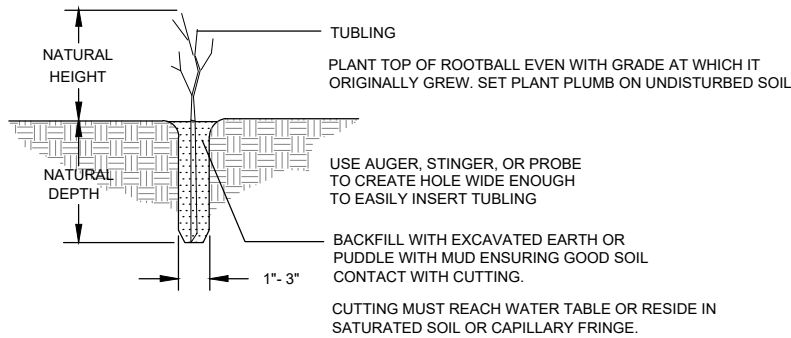 NATURAL
HEIGHT
NATURAL
DEPTH
TUBLING
PLANT TOP OF ROOTBALL EVEN WITH GRADE AT WHICH IT
ORIGINALLY GREW. SET PLANT PLUMB ON UNDISTURBED SOIL
USE AUGER, STINGER, OR PROBE
TO CREATE HOLE WIDE ENOUGH
TO EASILY INSERT TUBLING
BACKFILL WITH EXCAVATED EARTH OR
PUDDLE WITH MUD ENSURING GOOD SOIL
CONTACT WITH CUTTING.
1"- 3"
CUTTING MUST REACH WATER TABLE OR RESIDE IN
SATURATED SOIL OR CAPILLARY FRINGE.